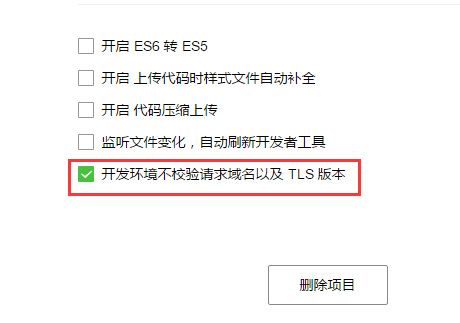 开启 ES6 转 ES5
开启 上传代码时样式文件自动补全
开启 代码压缩上传
监听文件变化，自动刷新开发者工具
开发环境不校验请求域名以及 TLS 版本
删除项目